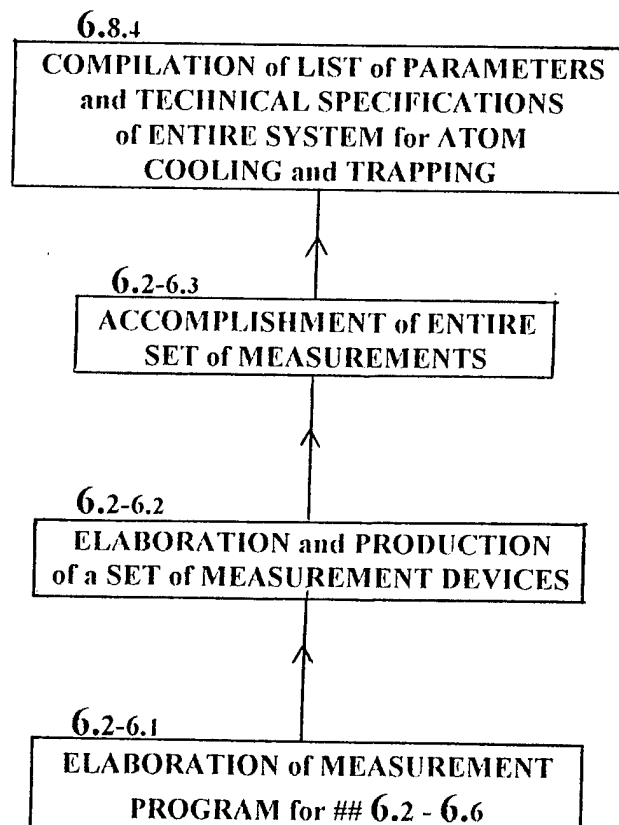 6.8.4
COMPILATION of LIST of PARAMETERS
and TECHNICAL SPECIFICATIONS
of ENTIRE SYSTEM for ATOM
COOLING and TRAPPING
6.2-6.3
ACCOMPLISHMENT of ENTIRE
SET of MEASUREMENTS
6.2-6.2
ELABORATION and PRODUCTION
of a SET of MEASUREMENT DEVICES
6.2-6.1
ELABORATION of MEASUREMENT
PROGRAM for ## 6.2 - 6.6